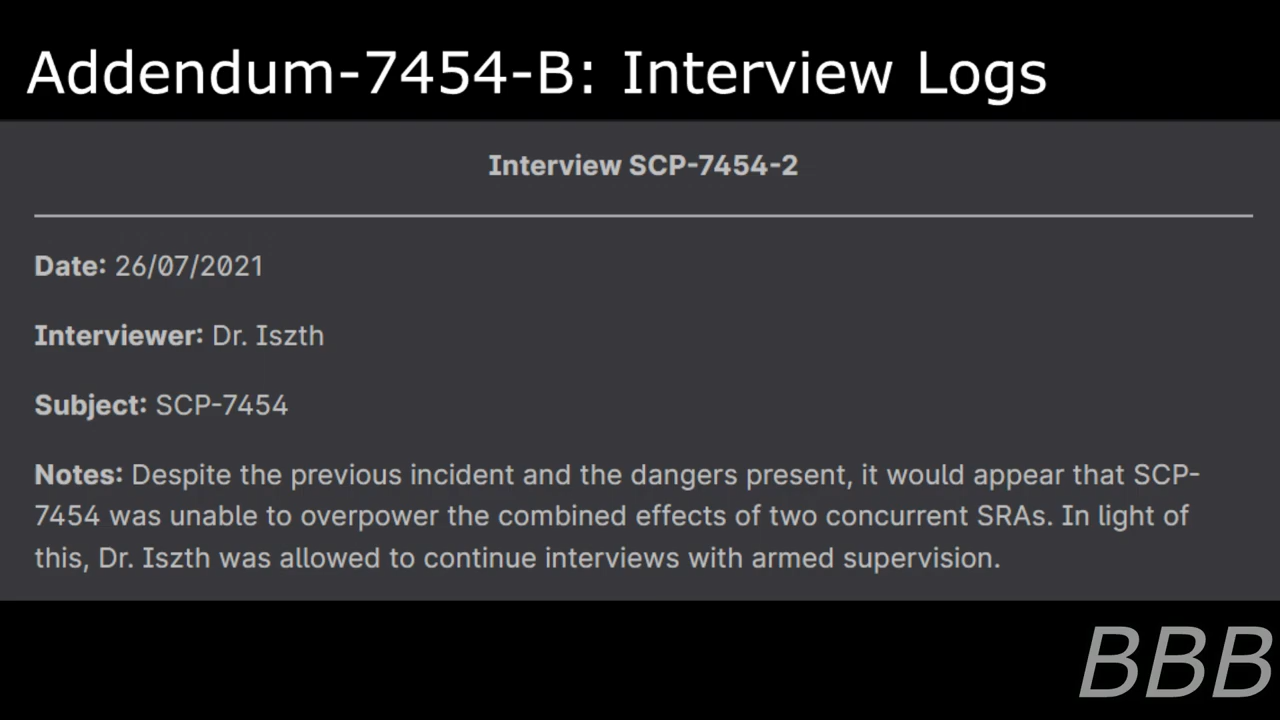 Addendum-7454-B: Interview Logs
Interview SCP-7454-2
Date: 26/07/2021
Interviewer: Dr. Iszth
Subject: SCP-7454
Notes: Despite the previous incident and the dangers present, it would appear that SCP-
7454 was unable to overpower the combined effects of two concurrent SRAs. In light of
this, Dr. Iszth was allowed to continue interviews with armed supervision.
BBB